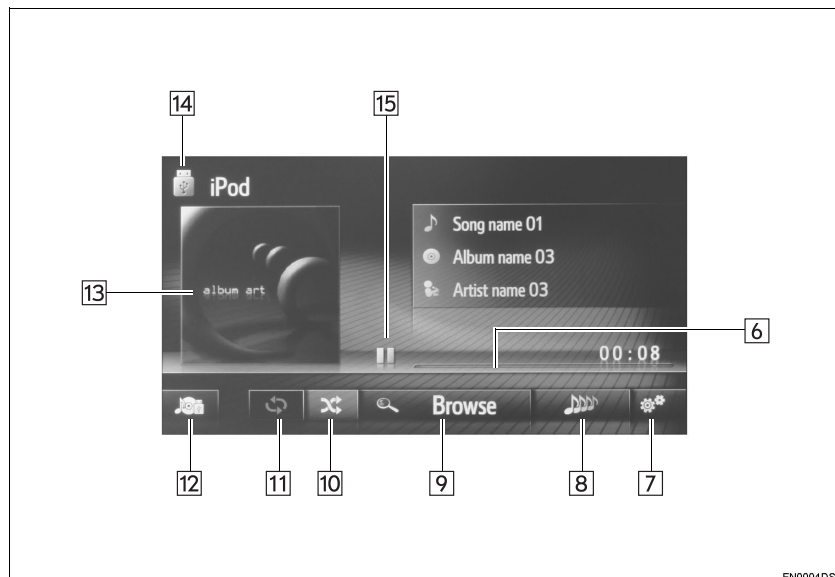 14 15
iPod
Song name 01
Album name 03
13 album art Artist name 03
6
00:08
Browse
12 11 10 9 8 7
EN0004DS